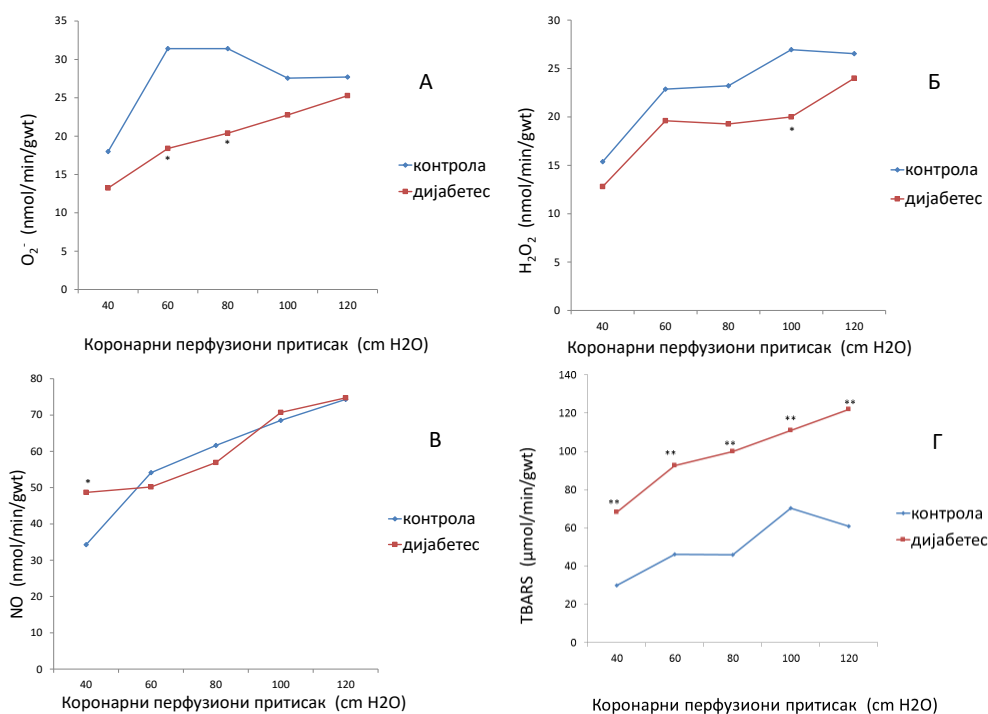 35
30
25
20
15
10
5
0
O₂⁻ (nmol/min/gwt)
А
*
*
контрола
дијабетес
40 60 80 100 120
Коронарни перфузиони притисак (cm H2O)
30
25
20
15
10
5
0
H₂O₂ (nmol/min/gwt)
Б
*
контрола
дијабетес
40 60 80 100 120
Коронарни перфузиони притисак (cm H2O)
80
70
60
50
40
30
20
10
0
NO (nmol/min/gwt)
В
*
контрола
дијабетес
40 60 80 100 120
Коронарни перфузиони притисак (cm H2O)
140
120
100
80
60
40
20
0
TBARS (μmol/min/gwt)
Г
**
**
**
**
**
контрола
дијабетес
40 60 80 100 120
Коронарни перфузиони притисак (cm H2O)